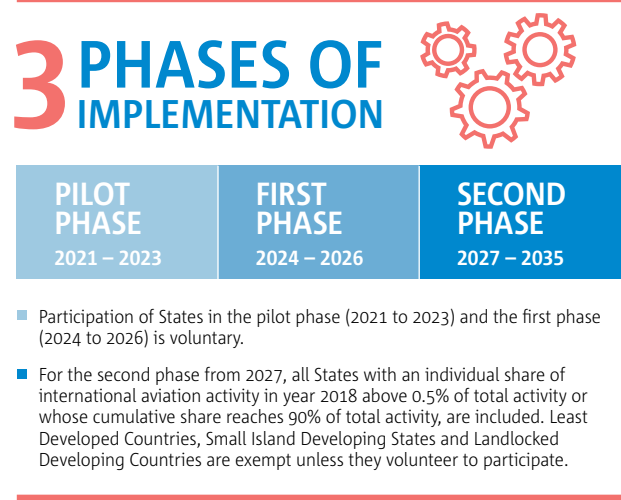 3 PHASES OF
IMPLEMENTATION
PILOT
PHASE
2021 – 2023
FIRST
PHASE
2024 – 2026
SECOND
PHASE
2027 – 2035
Participation of States in the pilot phase (2021 to 2023) and the first phase
(2024 to 2026) is voluntary.
For the second phase from 2027, all States with an individual share of
international aviation activity in year 2018 above 0.5% of total activity or
whose cumulative share reaches 90% of total activity, are included. Least
Developed Countries, Small Island Developing States and Landlocked
Developing Countries are exempt unless they volunteer to participate.